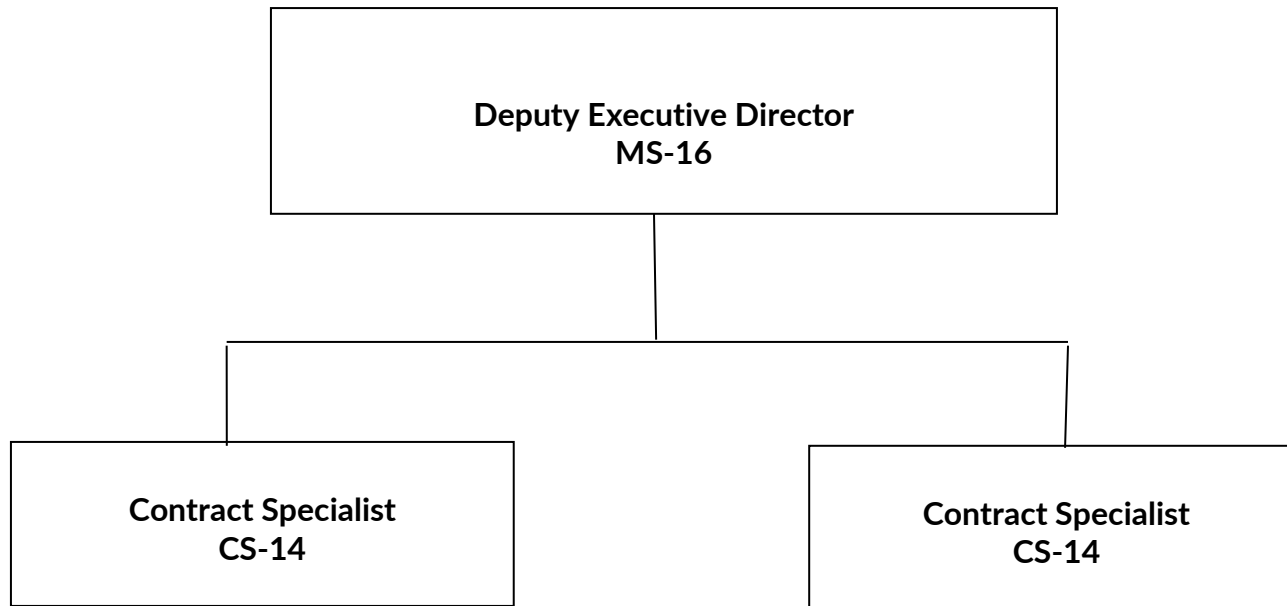 Deputy Executive Director
MS-16
Contract Specialist
CS-14
Contract Specialist
CS-14